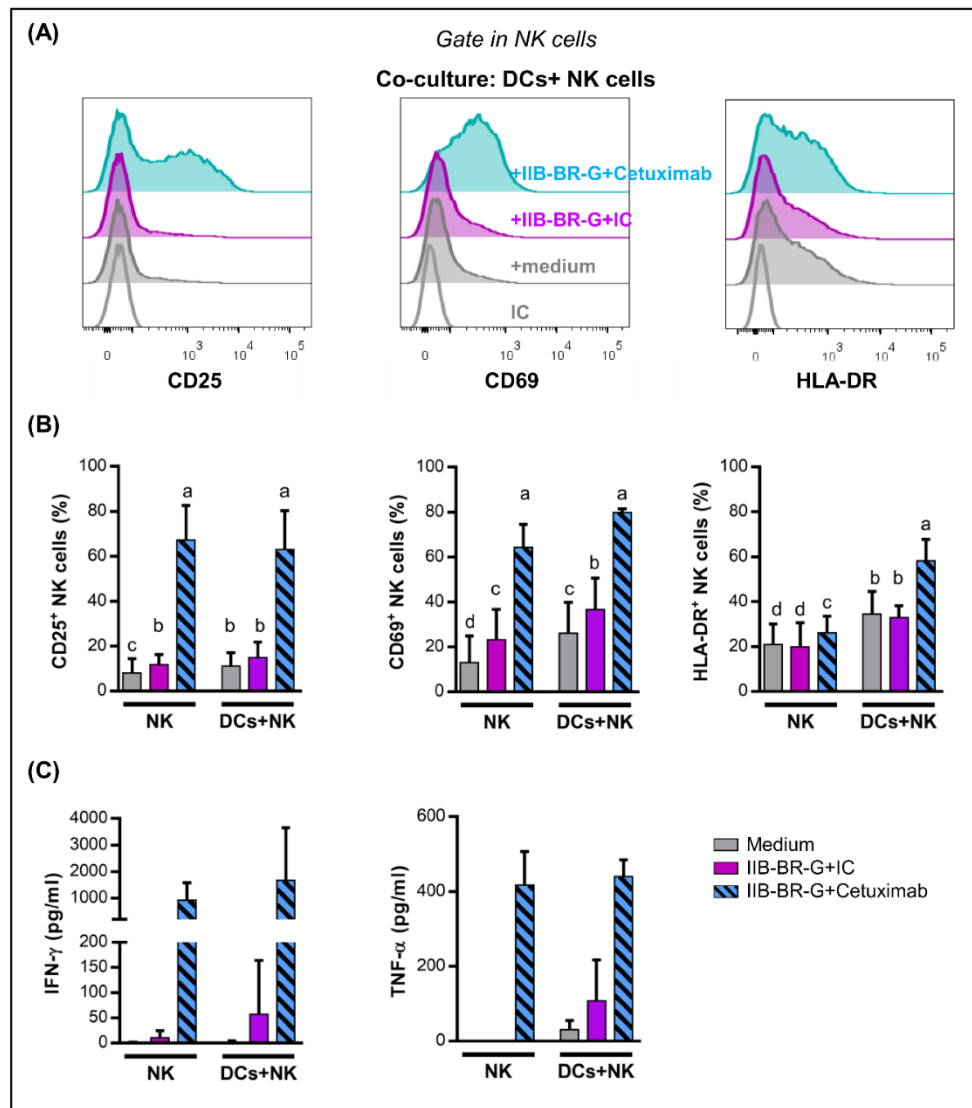 (A)
Gate in NK cells
Co-culture: DCs+ NK cells
+IIB-BR-G+Cetuximab
+IIB-BR-G+IC
+medium
IC
0 10³ 10⁴ 10⁵
0 10³ 10⁴ 10⁵
0 10³ 10⁴ 10⁵
CD25
CD69
HLA-DR
(B)
CD25⁺ NK cells (%)
100
80
60
40
20
0
c b a b b a
NK DCs+NK
CD69⁺ NK cells (%)
100
80
60
40
20
0
d c a c b a
NK DCs+NK
HLA-DR⁺ NK cells (%)
100
80
60
40
20
0
d d c b b a
NK DCs+NK
(C)
IFN-γ (pg/ml)
4000
3000
2000
1000
200
150
100
50
0
NK DCs+NK
TNF-α (pg/ml)
600
400
200
0
NK DCs+NK
Medium
IIB-BR-G+IC
IIB-BR-G+Cetuximab